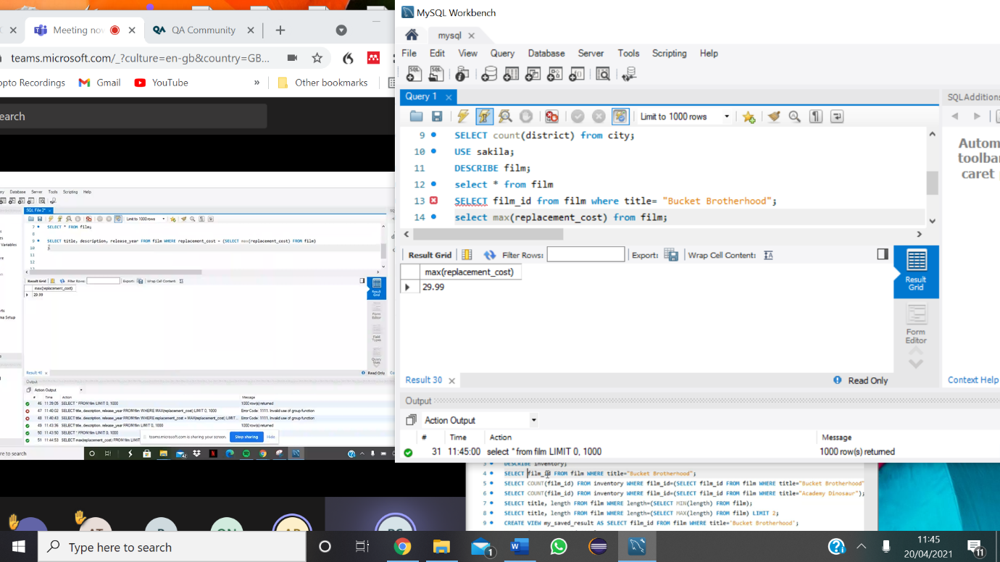 Meeting now
QA Community
teams.microsoft.com/_?culture=en-gb&country=GB...
opto Recordings
Gmail
YouTube
»
Other bookmarks
earch
MySQL Workbench
mysql
File Edit View Query Database Server Tools Scripting Help
Query 1
SQLAdditions
Limit to 1000 rows
9 SELECT count(district) from city;
10 USE sakila;
11 DESCRIBE film;
12 select * from film
13 SELECT film_id from film where title= "Bucket Brotherhood";
14 select max(replacement_cost) from film;
Autom
toolba
caret
Result Grid Filter Rows: Export: Wrap Cell Content:
max(replacement_cost)
29.99
Result Grid
Form Editor
Result 30
Read Only
Context Help
Output
Action Output
# Time Action Message
31 11:45:00 select * from film LIMIT 0, 1000 1000 row(s) returned
ry Database Server Tools Scripting Help
SQL File 2*
Limit to 1000 rows
7 SELECT * FROM film;
9 SELECT title, description, release_year FROM film WHERE replacement_cost = (SELECT max(replacement_cost) FROM film)
10 ;
11
12
Variables
Result Grid Filter Rows: Export: Wrap Cell Content:
max(replacement_cost)
29.99
Result Grid
Form Editor
Field Types
Query Stats
ma Setup
Result 40
Read Only
Output
Action Output
# Time Action Message
46 11:39:05 SELECT * FROM film LIMIT 0, 1000 1000 row(s) returned
47 11:40:02 SELECT title, description, release_year FROM film WHERE MAX(replacement_cost) LIMIT 0, 1000 Error Code: 1111. Invalid use of group function
48 11:40:43 SELECT title, description, release_year FROM film WHERE replacement_cost = MAX(replacement_cost) LIMIT... Error Code: 1111. Invalid use of group function
49 11:43:36 SELECT title, description, release_year FROM film LIMIT 0, 1000 1000 row(s) returned
50 11:43:50 SELECT * FROM film LIMIT 0, 1000
51 11:44:53 SELECT max(replacement_cost) FROM film LIMIT
teams.microsoft.com is sharing your screen. Stop sharing Hide
re to search
3 DESCRIBE inventory;
4 SELECT film_id FROM film WHERE title="Bucket Brotherhood";
5 SELECT COUNT(film_id) FROM inventory WHERE film_id=(SELECT film_id FROM film WHERE title="Bucket Brotherhood"
6 SELECT COUNT(film_id) FROM inventory WHERE film_id=(SELECT film_id FROM film WHERE title="Academy Dinosaur");
7 SELECT title, length FROM film WHERE length=(SELECT MIN(length) FROM film);
8 SELECT title, length FROM film WHERE length=(SELECT MAX(length) FROM film) LIMIT 2;
9 CREATE VIEW my_saved_result AS SELECT film_id FROM film WHERE title='Bucket Brotherhood';
Type here to search
1
11:45
20/04/2021
11